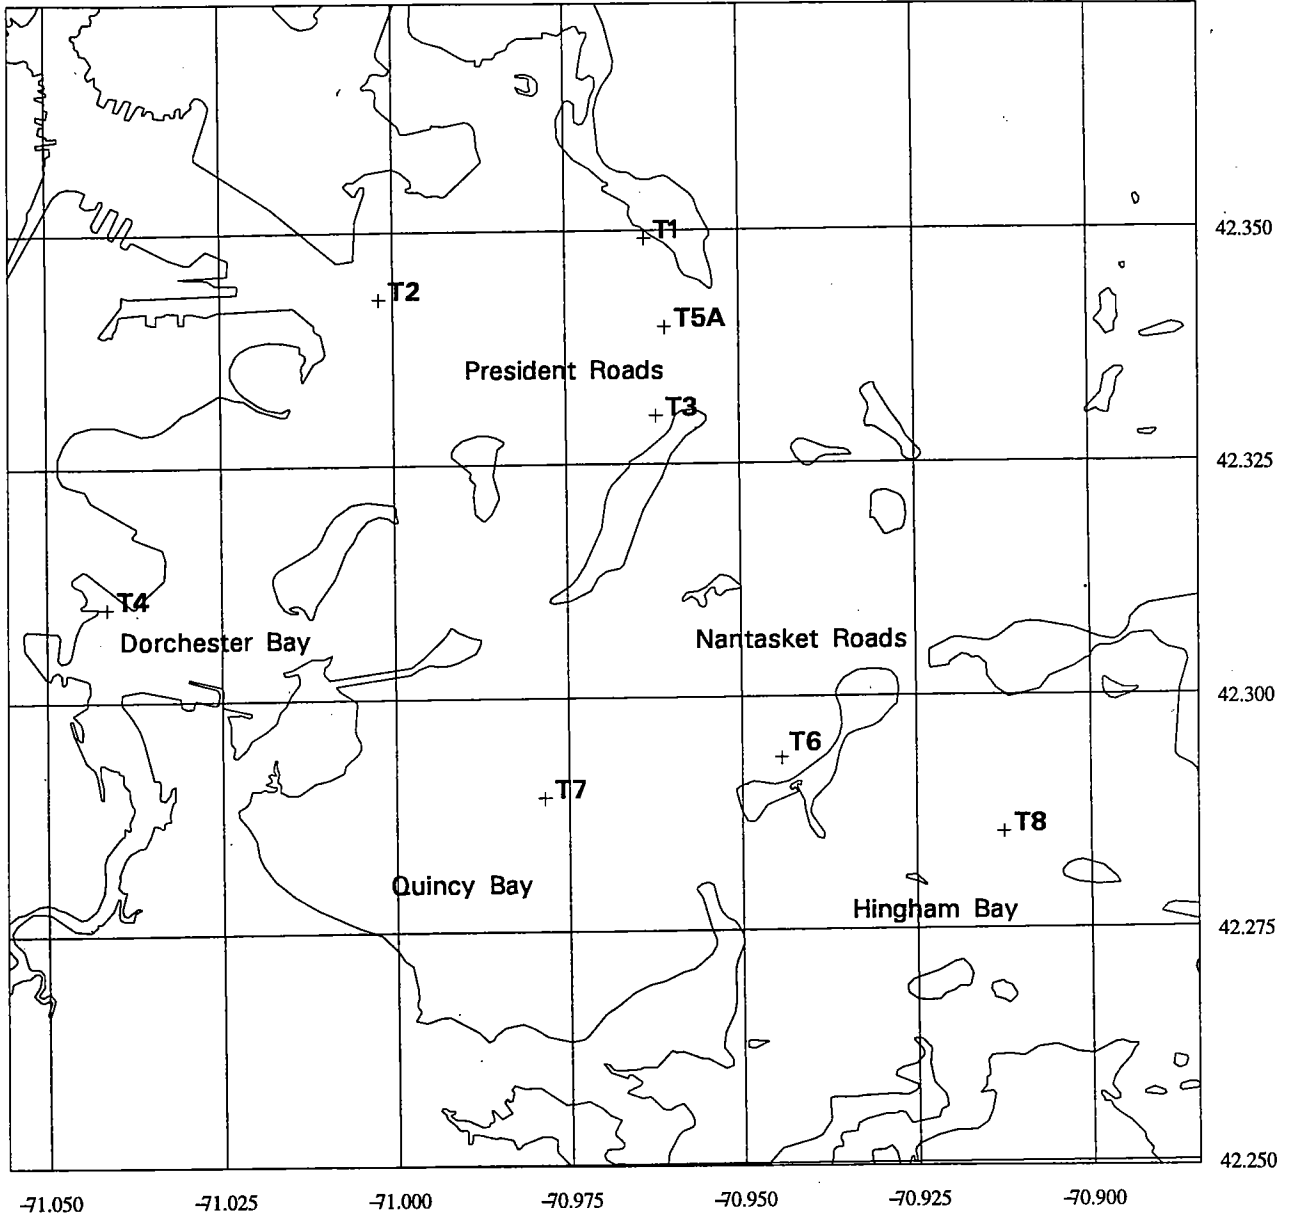 T1
42.350
T2
T5A
President Roads
T3
42.325
T4
Dorchester Bay
Nantasket Roads
42.300
T6
T7
T8
Quincy Bay
Hingham Bay
42.275
42.250
-71.050
-71.025
-71.000
-70.975
-70.950
-70.925
-70.900